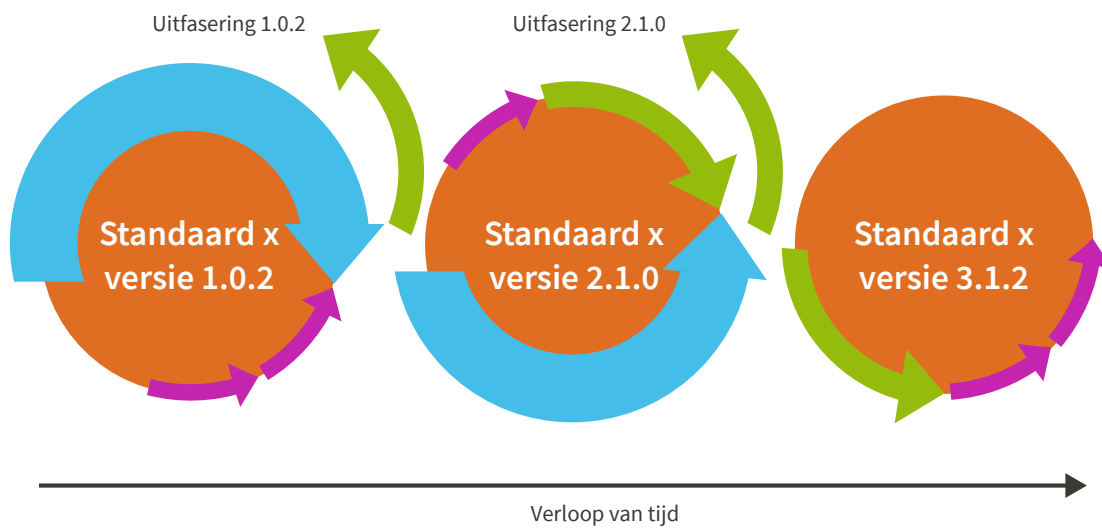 Uitfasering 1.0.2
Uitfasering 2.1.0
Standaard x
versie 1.0.2
Standaard x
versie 2.1.0
Standaard x
versie 3.1.2
Verloop van tijd